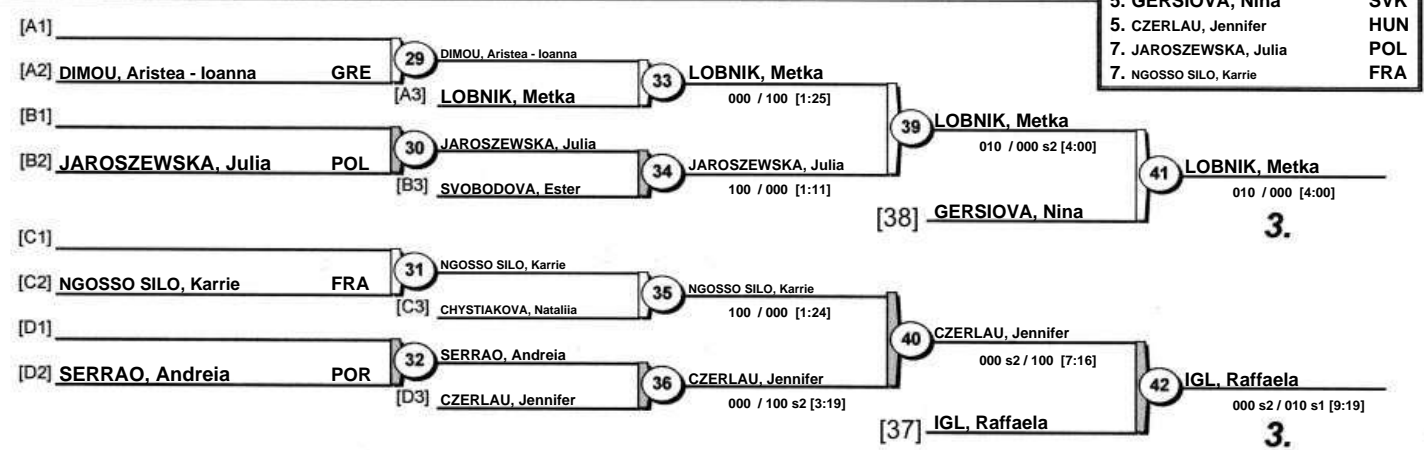 5. GERSIOVA, Nina SVK
5. CZERLAU, Jennifer HUN
7. JAROSZEWSKA, Julia POL
7. NGOSSO SILO, Karrie FRA
[A1]
[A2] DIMOU, Aristea - Ioanna GRE
29 DIMOU, Aristea - Ioanna
[A3] LOBNIK, Metka
33 LOBNIK, Metka
000 / 100 [1:25]
[B1]
[B2] JAROSZEWSKA, Julia POL
30 JAROSZEWSKA, Julia
[B3] SVOBODOVA, Ester
34 JAROSZEWSKA, Julia
100 / 000 [1:11]
39 LOBNIK, Metka
010 / 000 s2 [4:00]
[38] GERSIOVA, Nina
41 LOBNIK, Metka
010 / 000 [4:00]
3.
[C1]
[C2] NGOSSO SILO, Karrie FRA
31 NGOSSO SILO, Karrie
[C3] CHYSTIAKOVA, Nataliia
35 NGOSSO SILO, Karrie
100 / 000 [1:24]
[D1]
[D2] SERRAO, Andreia POR
32 SERRAO, Andreia
[D3] CZERLAU, Jennifer
36 CZERLAU, Jennifer
000 / 100 s2 [3:19]
40 CZERLAU, Jennifer
000 s2 / 100 [7:16]
[37] IGL, Raffaela
42 IGL, Raffaela
000 s2 / 010 s1 [9:19]
3.